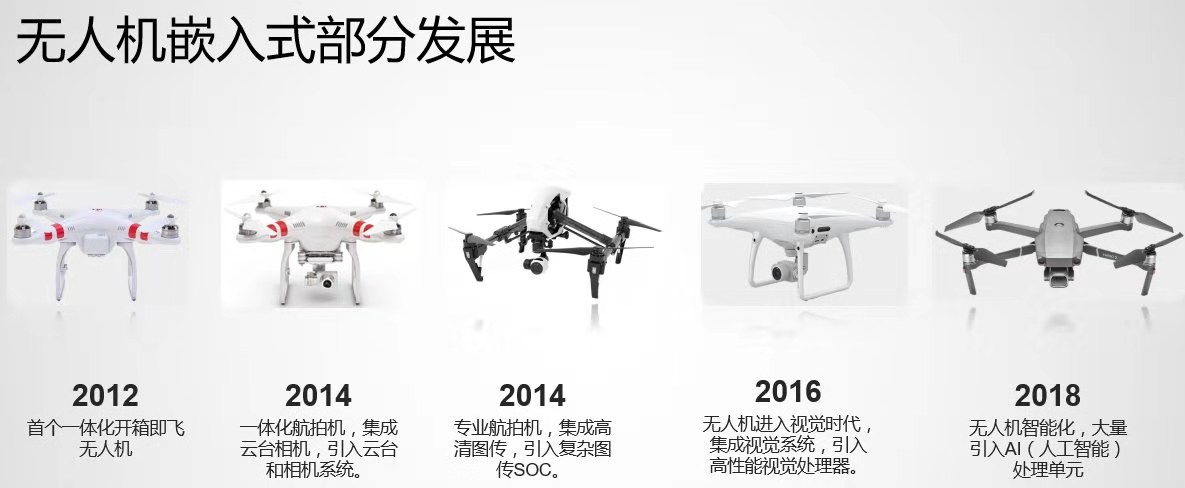 无人机嵌入式部分发展
2012
首个一体化开箱即飞
无人机
2014
一体化航拍机，集成
云台相机，引入云台
和相机系统。
2014
专业航拍机，集成高
清图传，引入复杂图
传SOC。
2016
无人机进入视觉时代，
集成视觉系统，引入
高性能视觉处理器。
2018
无人机智能化，大量
引入AI（人工智能）
处理单元